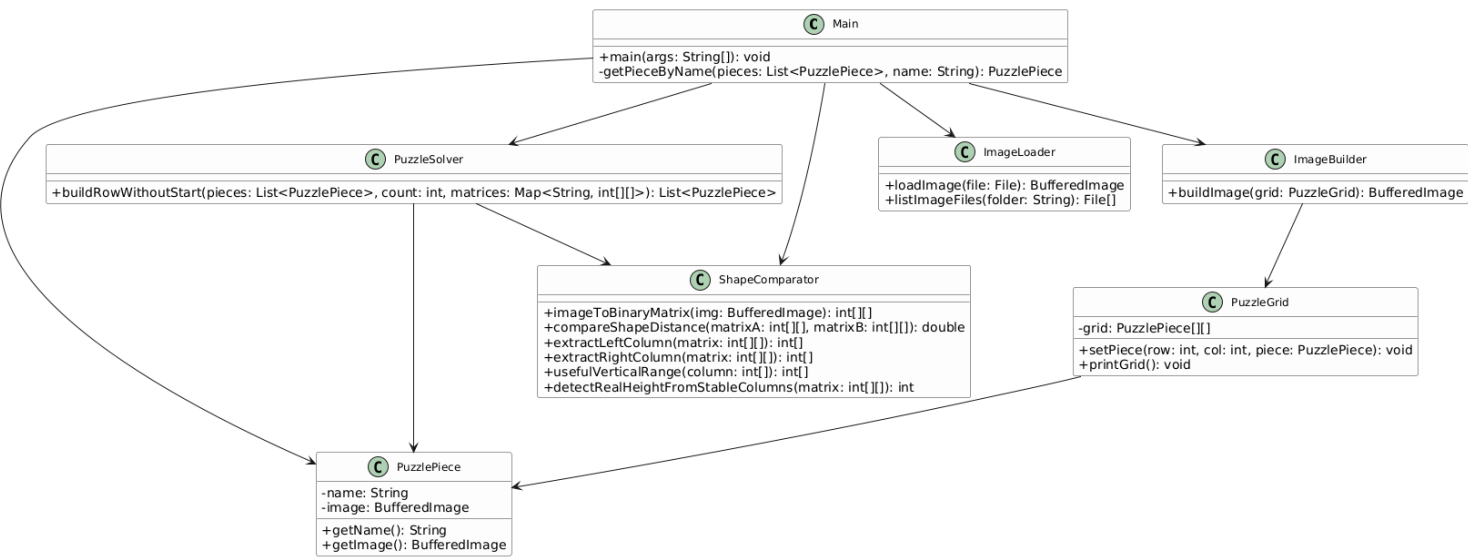 C Main
+main(args: String[]): void
-getPieceByName(pieces: List<PuzzlePiece>, name: String): PuzzlePiece
C PuzzleSolver
+buildRowWithoutStart(pieces: List<PuzzlePiece>, count: int, matrices: Map<String, int[][]>): List<PuzzlePiece>
C ImageLoader
+loadImage(file: File): BufferedImage
+listImageFiles(folder: String): File[]
C ImageBuilder
+buildImage(grid: PuzzleGrid): BufferedImage
C ShapeComparator
+imageToBinaryMatrix(img: BufferedImage): int[][]
+compareShapeDistance(matrixA: int[][], matrixB: int[][]): double
+extractLeftColumn(matrix: int[][]): int[]
+extractRightColumn(matrix: int[][]): int[]
+usefulVerticalRange(column: int[]): int[]
+detectRealHeightFromStableColumns(matrix: int[][]): int
C PuzzleGrid
-grid: PuzzlePiece[][]
+setPiece(row: int, col: int, piece: PuzzlePiece): void
+printGrid(): void
C PuzzlePiece
-name: String
-image: BufferedImage
+getName(): String
+getImage(): BufferedImage